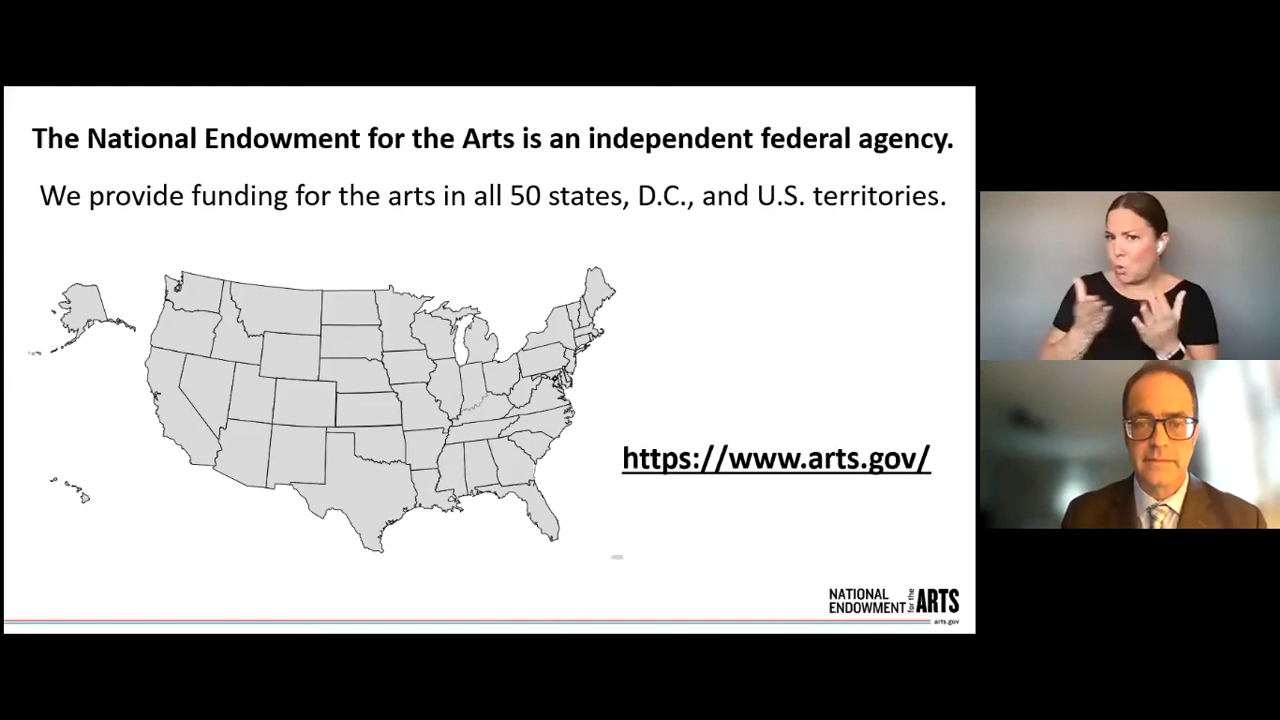 The National Endowment for the Arts is an independent federal agency.
We provide funding for the arts in all 50 states, D.C., and U.S. territories.
https://www.arts.gov/
NATIONAL
ENDOWMENT for the ARTS
arts.gov